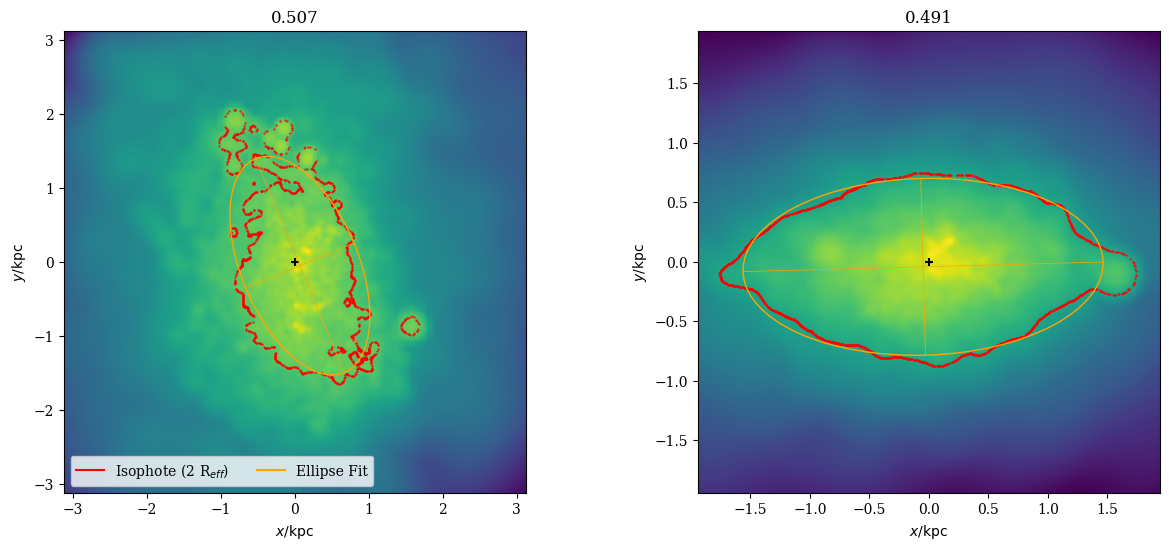 0.507
3
2
1
0
−1
−2
−3
y/kpc
Isophote (2 R_eff)
Ellipse Fit
−3 −2 −1 0 1 2 3
x/kpc
0.491
1.5
1.0
0.5
0.0
−0.5
−1.0
−1.5
y/kpc
−1.5 −1.0 −0.5 0.0 0.5 1.0 1.5
x/kpc